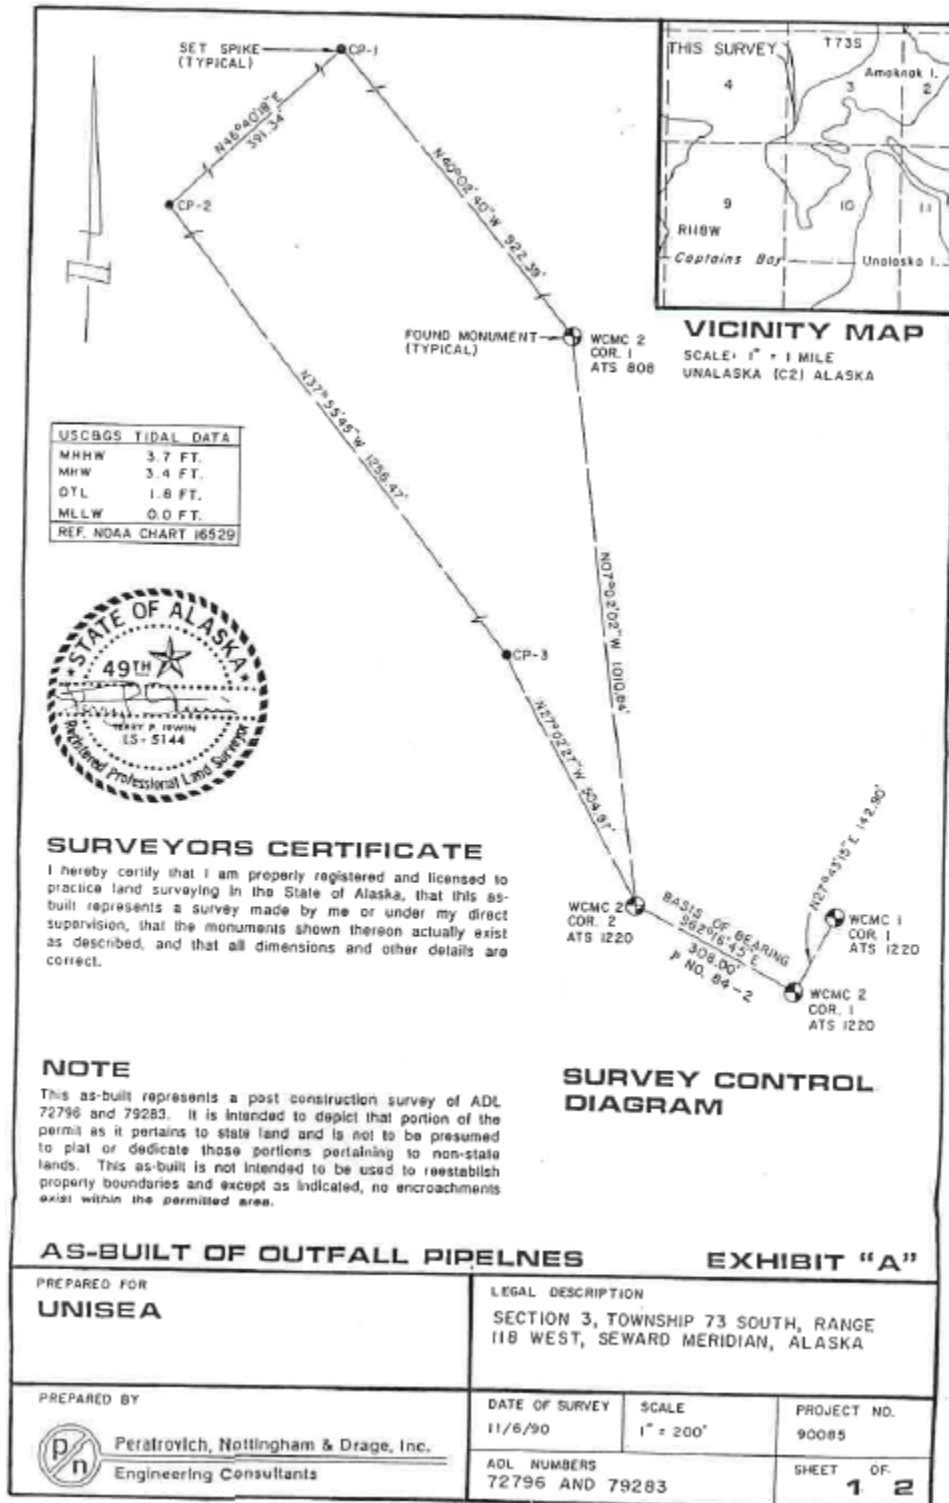 SET SPIKE
(TYPICAL)
CP-1
N46°40'18"E
391.34'
CP-2
N40°02'40"W 922.39'
FOUND MONUMENT
(TYPICAL)
WCMC 2
COR. 1
ATS 808
THIS SURVEY
T73S
Amaknak I.
4
3
2
9
10
11
R118W
Captains Bay
Unalaska I.
VICINITY MAP
SCALE: 1" = 1 MILE
UNALASKA (C2) ALASKA
USC&GS TIDAL DATA
MHHW 3.7 FT.
MHW 3.4 FT.
DTL 1.8 FT.
MLLW 0.0 FT.
REF. NOAA CHART 16529
N37°55'45"W 1256.47'
CP-3
N07°02'02"W 1010.84'
N27°02'27"W 504.97'
STATE OF ALASKA
49TH
TERRY P. IRWIN
LS - 5144
Registered Professional Land Surveyor
SURVEYORS CERTIFICATE
I hereby certify that I am properly registered and licensed to
practice land surveying in the State of Alaska, that this as-
built represents a survey made by me or under my direct
supervision, that the monuments shown thereon actually exist
as described, and that all dimensions and other details are
correct.
WCMC 2
COR. 2
ATS 1220
BASIS OF BEARING
S62°16'45"E
308.00'
P NO. 84-2
N27°43'15"E 142.90'
WCMC 1
COR. 1
ATS 1220
WCMC 2
COR. 1
ATS 1220
NOTE
This as-built represents a post construction survey of ADL
72796 and 79283. It is intended to depict that portion of the
permit as it pertains to state land and is not to be presumed
to plat or dedicate those portions pertaining to non-state
lands. This as-built is not intended to be used to reestablish
property boundaries and except as indicated, no encroachments
exist within the permitted area.
SURVEY CONTROL
DIAGRAM
AS-BUILT OF OUTFALL PIPELNES EXHIBIT "A"
PREPARED FOR
UNISEA
LEGAL DESCRIPTION
SECTION 3, TOWNSHIP 73 SOUTH, RANGE
118 WEST, SEWARD MERIDIAN, ALASKA
PREPARED BY
p/n
Peratrovich, Nottingham & Drage, Inc.
Engineering Consultants
DATE OF SURVEY
11/6/90
SCALE
1" = 200'
PROJECT NO.
90085
ADL NUMBERS
72796 AND 79283
SHEET OF
1 2